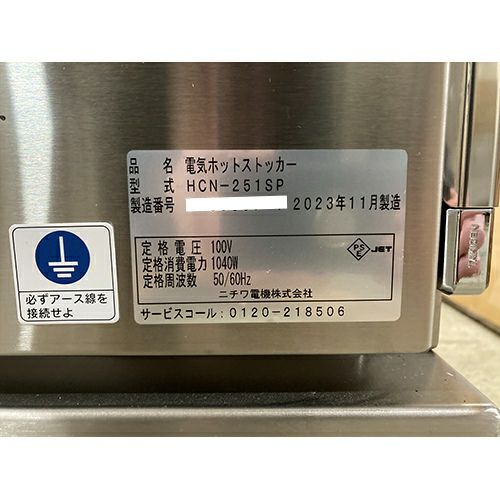 品名 電気ホットストッカー
型式 HCN-251SP
製造番号 2023年11月製造
定格電圧 100V
定格消費電力 1040W
定格周波数 50/60Hz
PSE JET
ニチワ電機株式会社
サービスコール:0120-218506
必ずアース線を
接続せよ